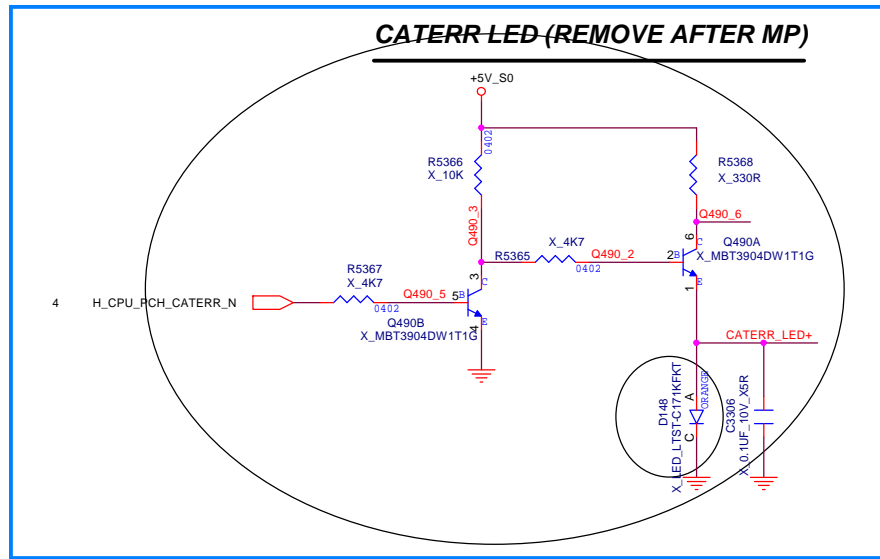 CATERR LED (REMOVE AFTER MP)
+5V_S0
0402
R5366
X_10K
R5368
X_330R
Q490_3
Q490_6
6
C
Q490A
X_MBT3904DW1T1G
X_4K7
R5365
Q490_2
0402
2
B
E
1
3
C
R5367
X_4K7
4
H_CPU_PCH_CATERR_N
0402
Q490_5
5
B
E
4
Q490B
X_MBT3904DW1T1G
CATERR_LED+
D148
X_LED_LTST-C171KFKT
A
C
ORANGE
C3306
X_0.1UF_10V_X5R